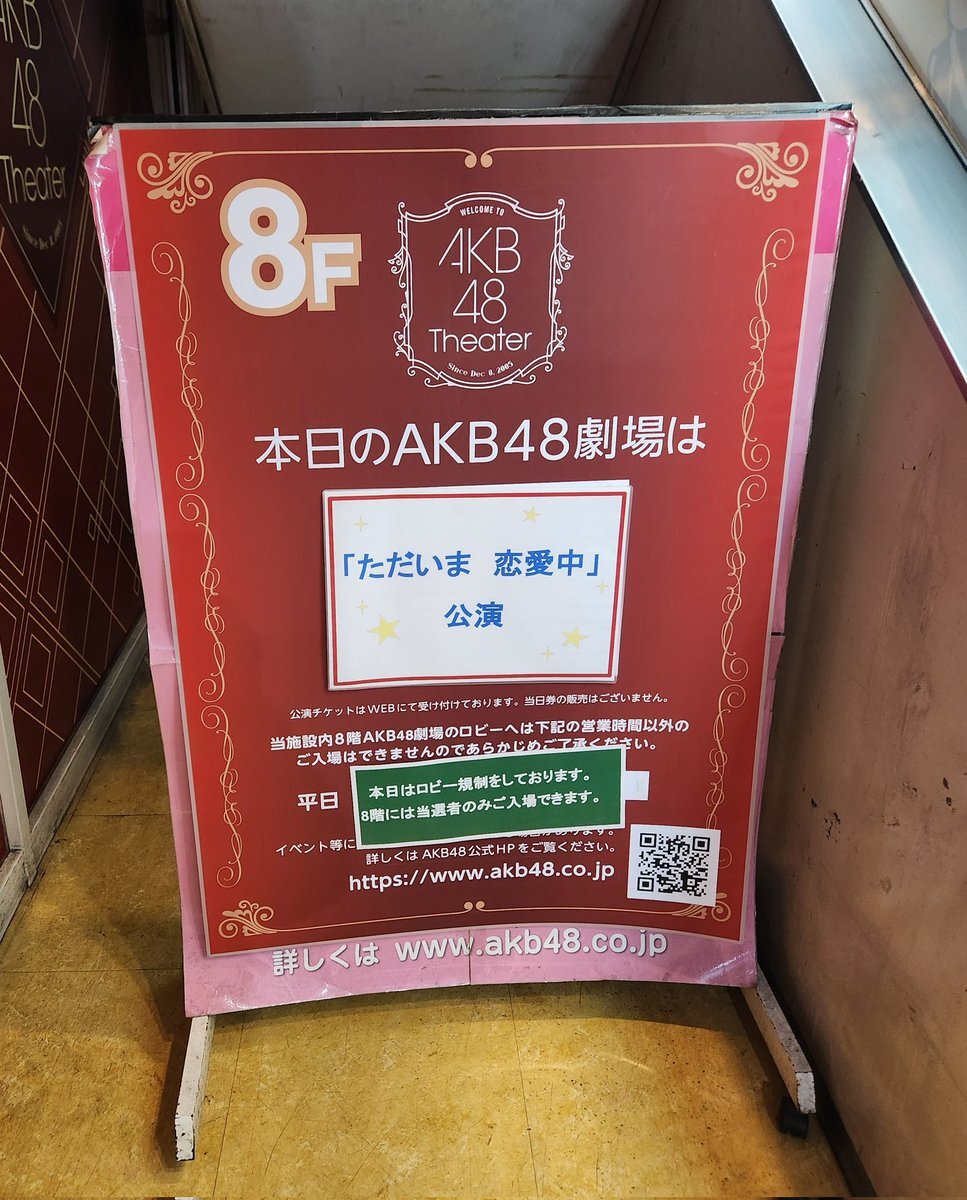 AKB
48
Theater
Since Dec 8. 2005
8F
WELCOME TO
AKB
48
Theater
Since Dec 8. 2005
本日のAKB48劇場は
「ただいま 恋愛中」
公演
公演チケットはWEBにて受け付けております。当日券の販売はございません。
当施設内8階AKB48劇場のロビーへは下記の営業時間以外の
ご入場はできませんのであらかじめご了承ください。
平日
本日はロビー規制をしております。
8階には当選者のみご入場できます。
イベント等に
があります。
詳しくは AKB48公式HPをご覧ください。
https://www.akb48.co.jp
詳しくは www.akb48.co.jp